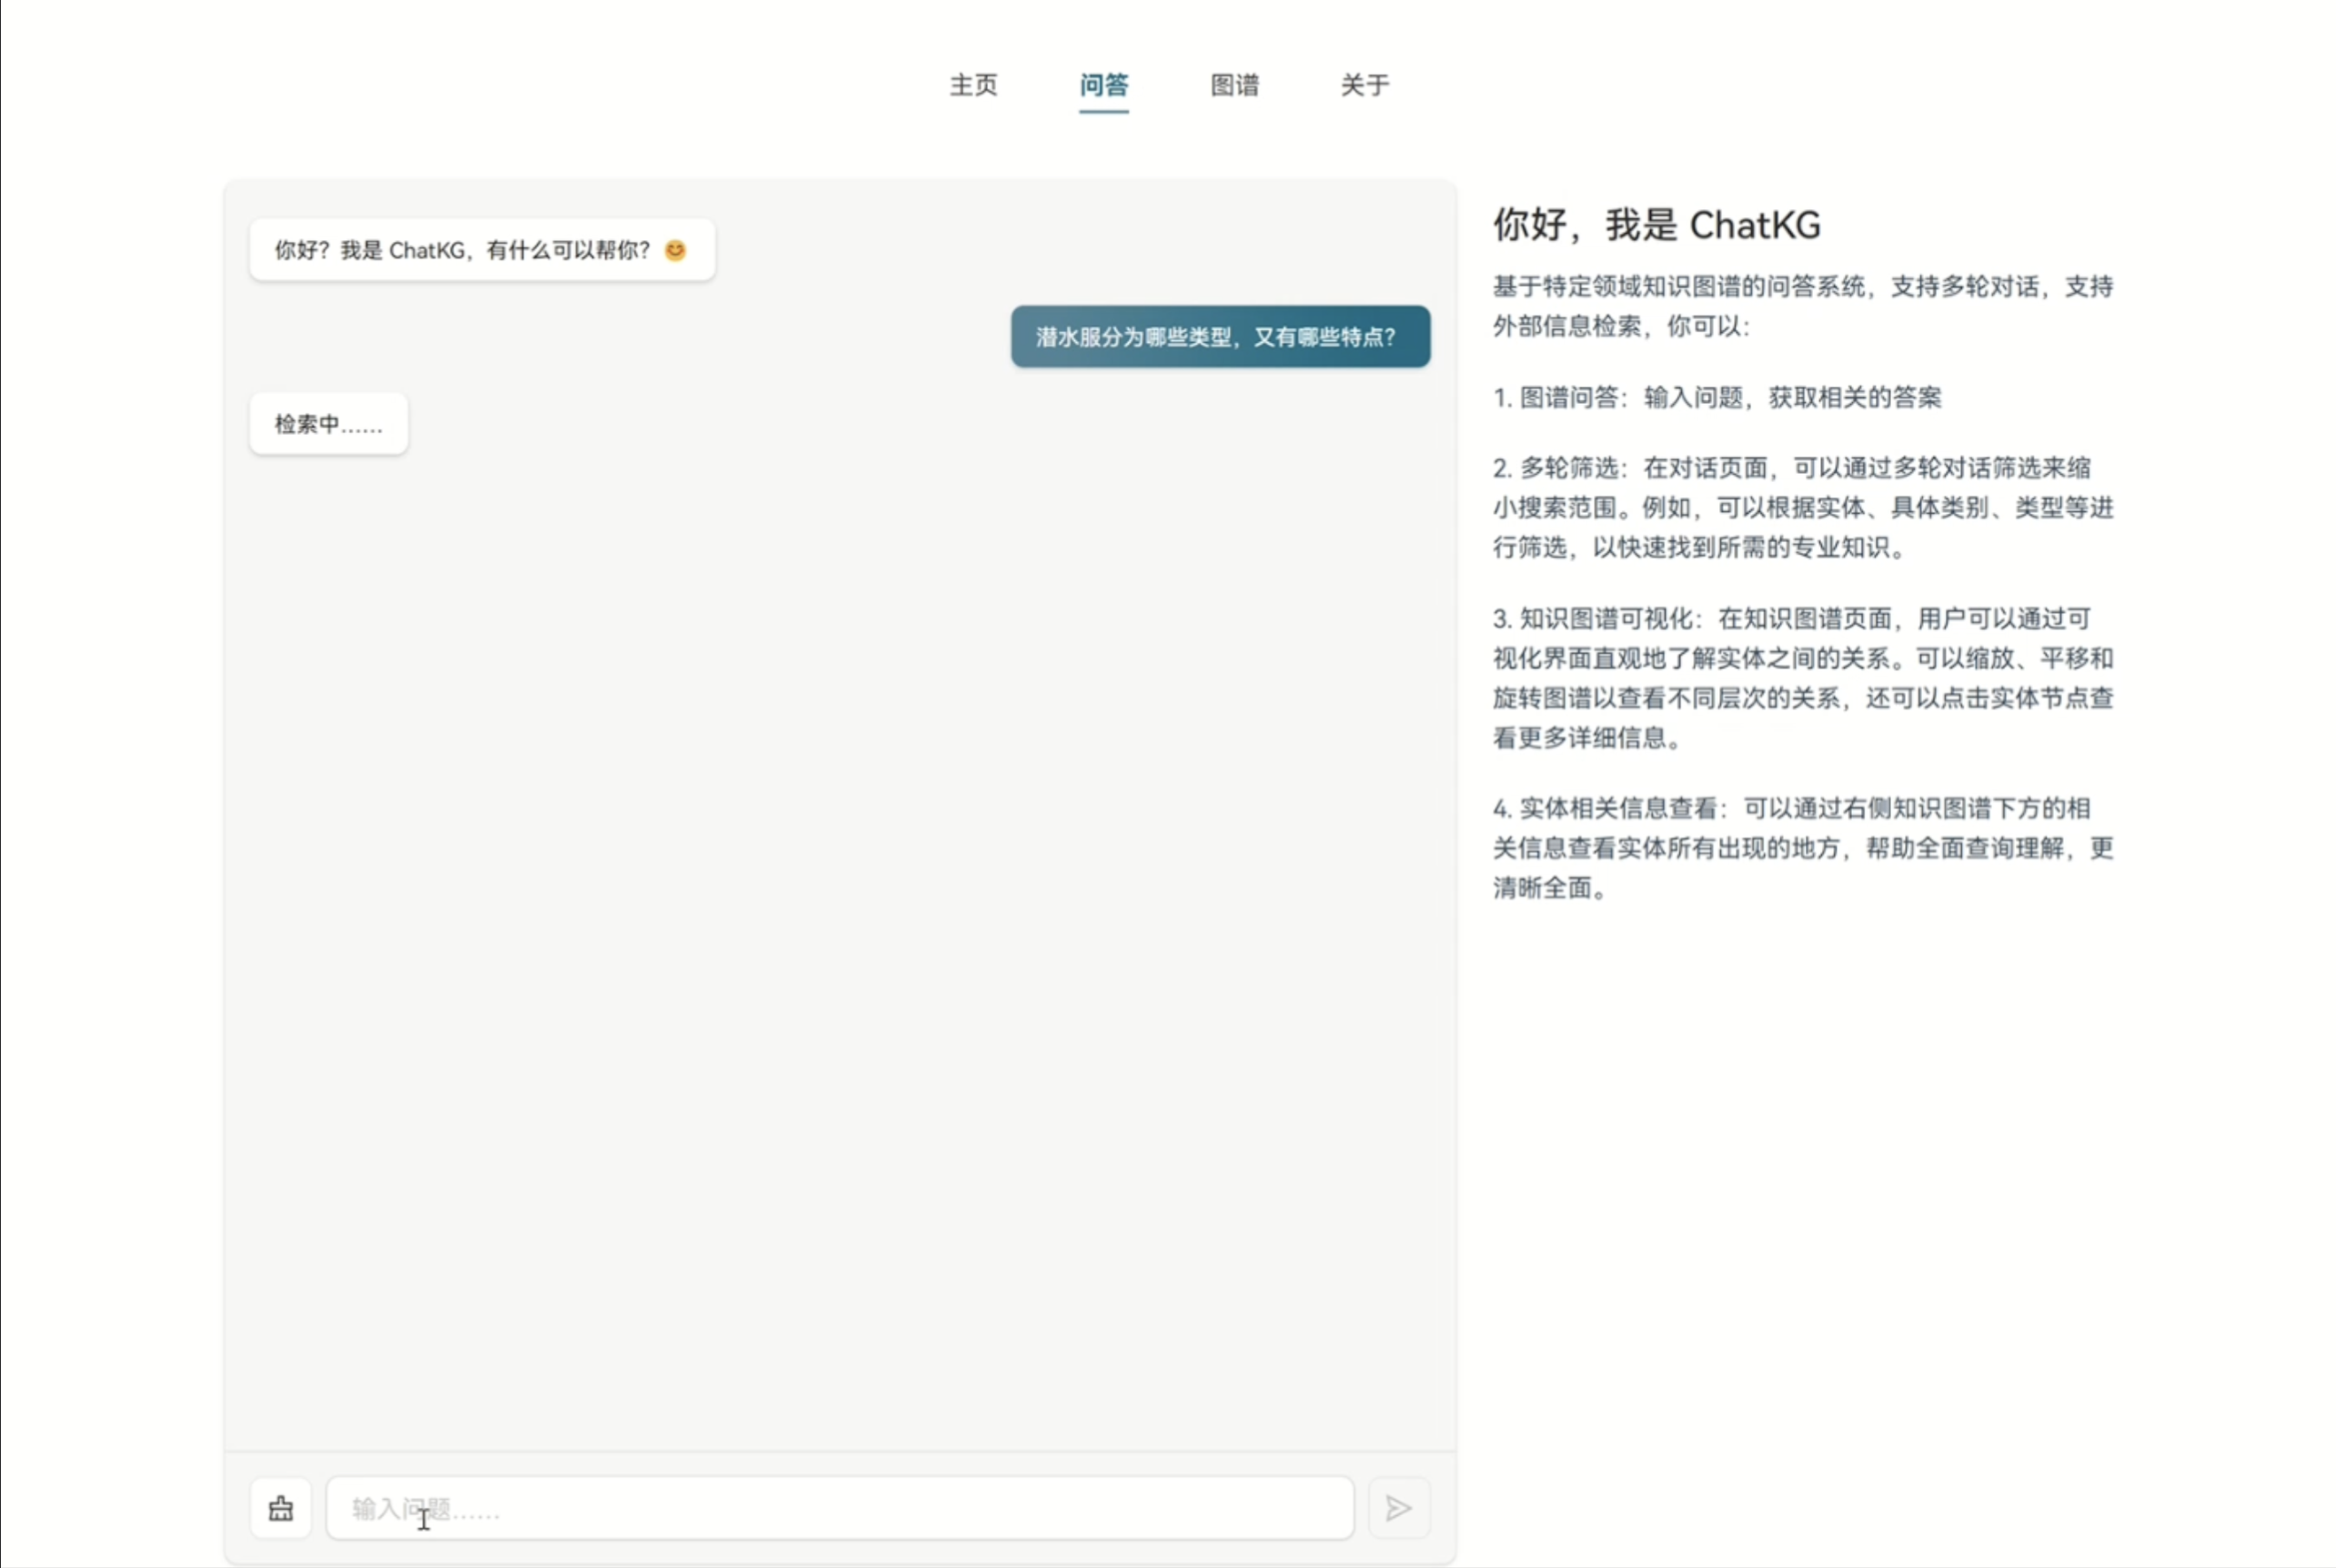 主页
问答
图谱
关于
你好？我是 ChatKG，有什么可以帮你？😊
潜水服分为哪些类型，又有哪些特点？
检索中......
输入问题......
你好，我是 ChatKG
基于特定领域知识图谱的问答系统，支持多轮对话，支持
外部信息检索，你可以：
1. 图谱问答：输入问题，获取相关的答案
2. 多轮筛选：在对话页面，可以通过多轮对话筛选来缩
小搜索范围。例如，可以根据实体、具体类别、类型等进
行筛选，以快速找到所需的专业知识。
3. 知识图谱可视化：在知识图谱页面，用户可以通过可
视化界面直观地了解实体之间的关系。可以缩放、平移和
旋转图谱以查看不同层次的关系，还可以点击实体节点查
看更多详细信息。
4. 实体相关信息查看：可以通过右侧知识图谱下方的相
关信息查看实体所有出现的地方，帮助全面查询理解，更
清晰全面。